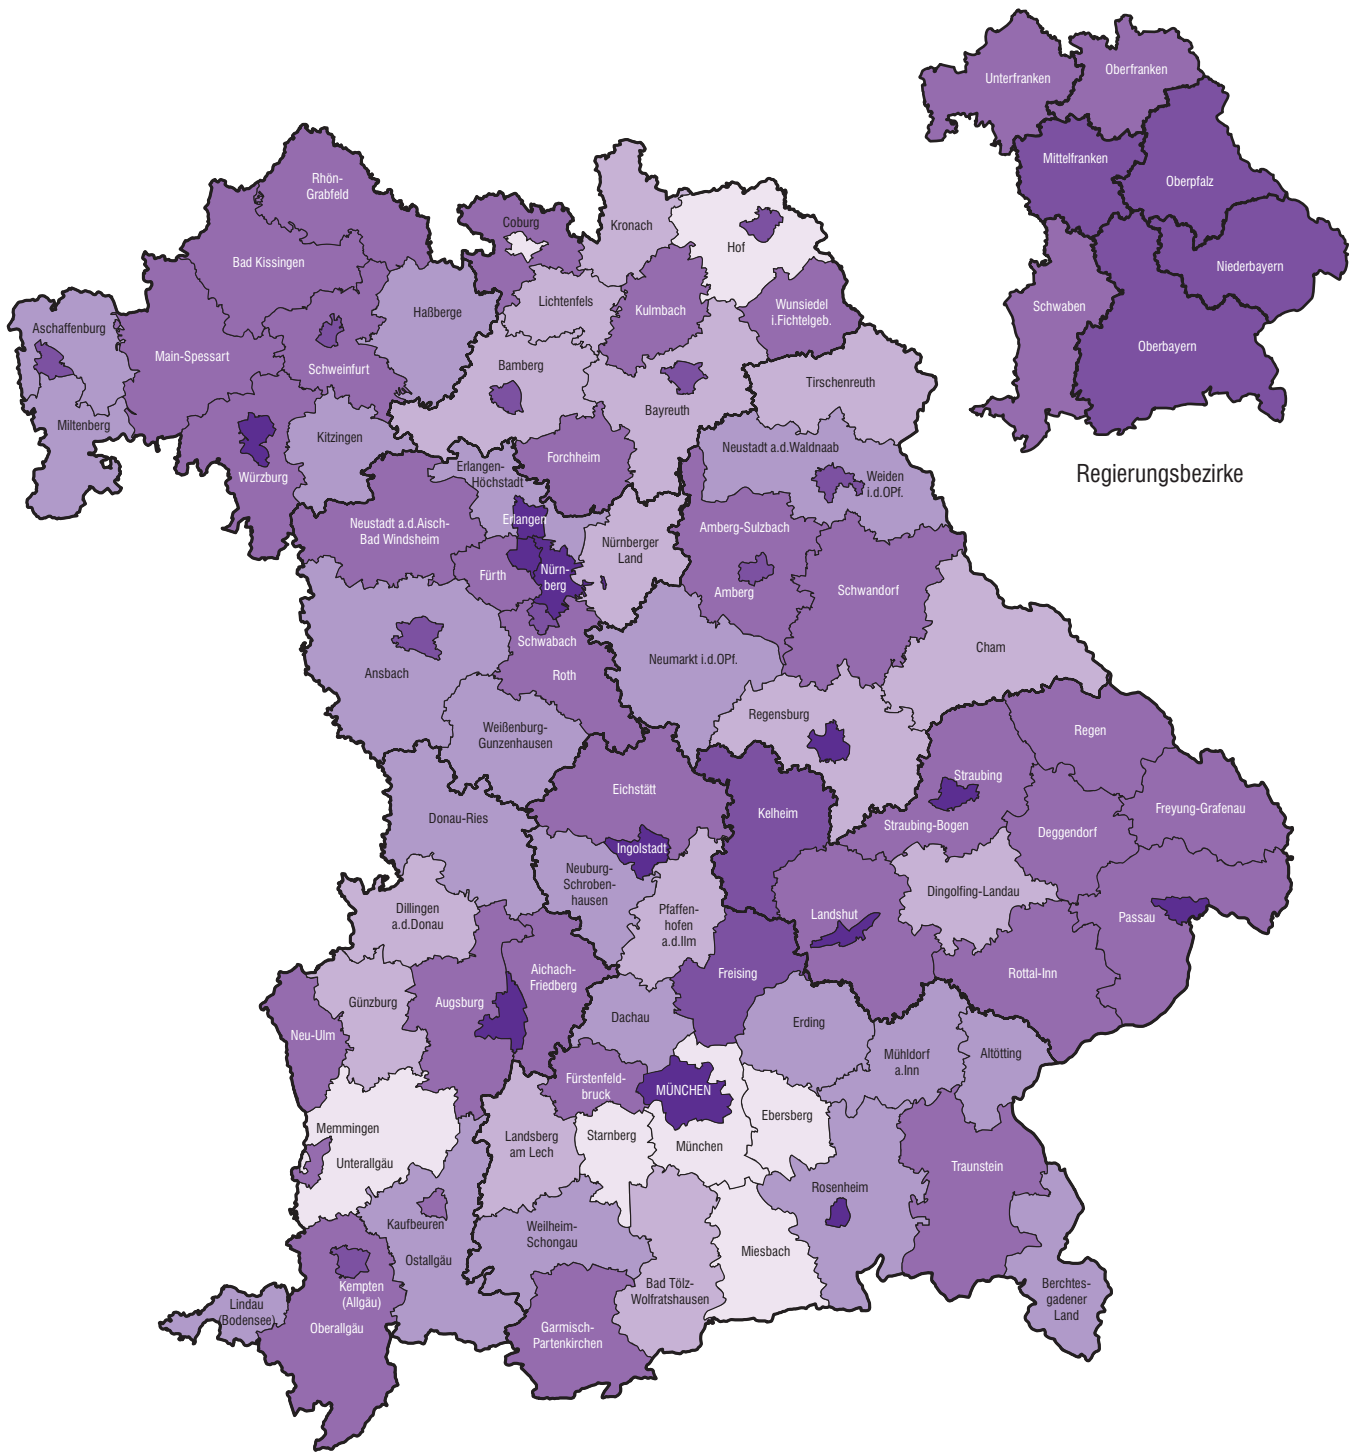 Unterfranken
Oberfranken
Mittelfranken
Oberpfalz
Niederbayern
Schwaben
Oberbayern
Regierungsbezirke
Rhön-
Grabfeld
Coburg
Kronach
Hof
Bad Kissingen
Haßberge
Lichtenfels
Kulmbach
Wunsiedel
i.Fichtelgeb.
Aschaffenburg
Main-Spessart
Schweinfurt
Bamberg
Bayreuth
Tirschenreuth
Miltenberg
Kitzingen
Würzburg
Erlangen-
Höchstadt
Forchheim
Neustadt a.d.Waldnaab
Weiden
i.d.OPf.
Neustadt a.d.Aisch-
Bad Windsheim
Erlangen
Nürnberger
Land
Amberg-Sulzbach
Fürth
Nürn-
berg
Amberg
Schwandorf
Schwabach
Roth
Ansbach
Neumarkt i.d.OPf.
Cham
Weißenburg-
Gunzenhausen
Regensburg
Regen
Eichstätt
Straubing
Kelheim
Donau-Ries
Ingolstadt
Straubing-Bogen
Deggendorf
Freyung-Grafenau
Neuburg-
Schroben-
hausen
Dingolfing-Landau
Dillingen
a.d.Donau
Pfaffen-
hofen
a.d.Ilm
Landshut
Passau
Aichach-
Friedberg
Freising
Rottal-Inn
Günzburg
Augsburg
Dachau
Erding
Neu-Ulm
Mühldorf
a.Inn
Altötting
Fürstenfeld-
bruck
MÜNCHEN
Memmingen
Unterallgäu
Landsberg
am Lech
Starnberg
München
Ebersberg
Traunstein
Rosenheim
Kaufbeuren
Ostallgäu
Weilheim-
Schongau
Miesbach
Kempten
(Allgäu)
Oberallgäu
Lindau
(Bodensee)
Bad Tölz-
Wolfratshausen
Garmisch-
Partenkirchen
Berchtes-
gadener
Land